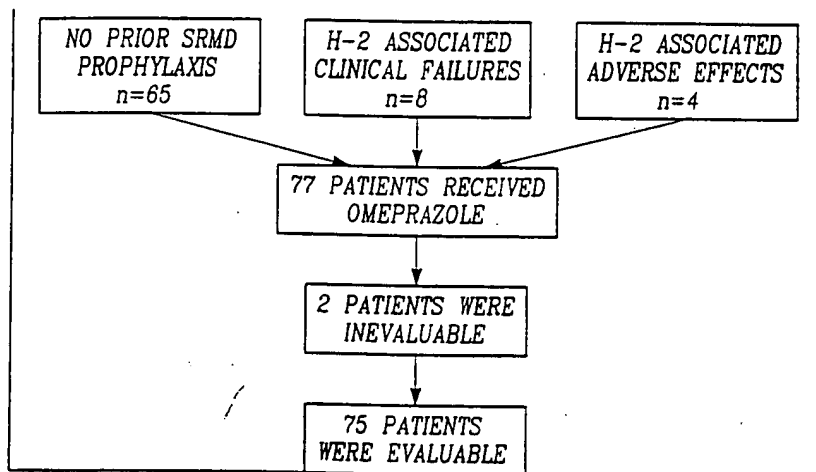 NO PRIOR SRMD
PROPHYLAXIS
n=65
H-2 ASSOCIATED
CLINICAL FAILURES
n=8
H-2 ASSOCIATED
ADVERSE EFFECTS
n=4
77 PATIENTS RECEIVED
OMEPRAZOLE
2 PATIENTS WERE
INEVALUABLE
75 PATIENTS
WERE EVALUABLE